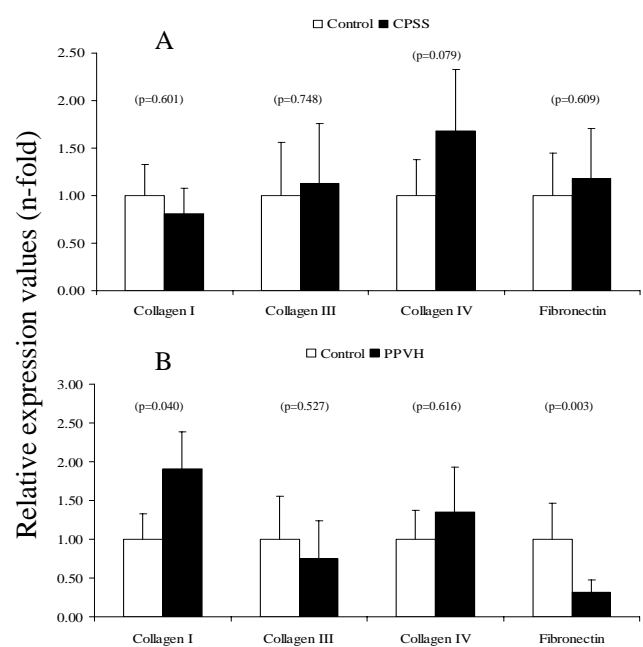 Relative expression values (n-fold)
A
Control CPSS
2.50
2.00
1.50
1.00
0.50
0.00
(p=0.601)
(p=0.748)
(p=0.079)
(p=0.609)
Collagen I Collagen III Collagen IV Fibronectin
B
Control PPVH
3.00
2.50
2.00
1.50
1.00
0.50
0.00
(p=0.040)
(p=0.527)
(p=0.616)
(p=0.003)
Collagen I Collagen III Collagen IV Fibronectin